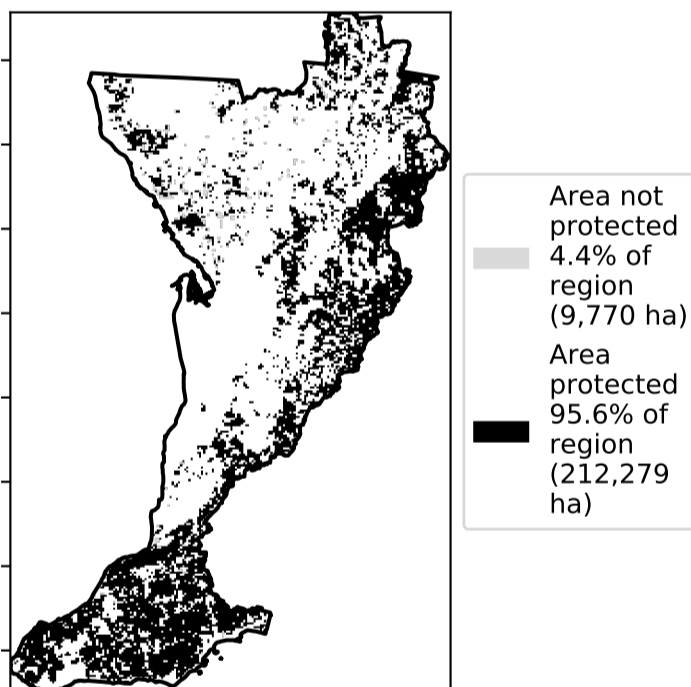 Area not
protected
4.4% of
region
(9,770 ha)
Area
protected
95.6% of
region
(212,279
ha)